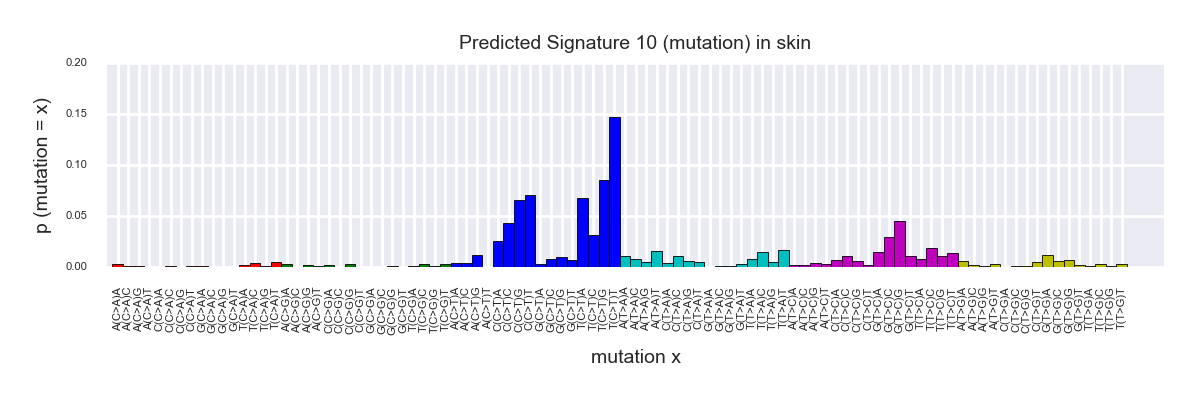 Predicted Signature 10 (mutation) in skin
p (mutation = x)
0.20
0.15
0.10
0.05
0.00
A(C>A)A
A(C>A)C
A(C>A)G
A(C>A)T
C(C>A)A
C(C>A)C
C(C>A)G
C(C>A)T
G(C>A)A
G(C>A)C
G(C>A)G
G(C>A)T
T(C>A)A
T(C>A)C
T(C>A)G
T(C>A)T
A(C>G)A
A(C>G)C
A(C>G)G
A(C>G)T
C(C>G)A
C(C>G)C
C(C>G)G
C(C>G)T
G(C>G)A
G(C>G)C
G(C>G)G
G(C>G)T
T(C>G)A
T(C>G)C
T(C>G)G
T(C>G)T
A(C>T)A
A(C>T)C
A(C>T)G
A(C>T)T
C(C>T)A
C(C>T)C
C(C>T)G
C(C>T)T
G(C>T)A
G(C>T)C
G(C>T)G
G(C>T)T
T(C>T)A
T(C>T)C
T(C>T)G
T(C>T)T
A(T>A)A
A(T>A)C
A(T>A)G
A(T>A)T
C(T>A)A
C(T>A)C
C(T>A)G
C(T>A)T
G(T>A)A
G(T>A)C
G(T>A)G
G(T>A)T
T(T>A)A
T(T>A)C
T(T>A)G
T(T>A)T
A(T>C)A
A(T>C)C
A(T>C)G
A(T>C)T
C(T>C)A
C(T>C)C
C(T>C)G
C(T>C)T
G(T>C)A
G(T>C)C
G(T>C)G
G(T>C)T
T(T>C)A
T(T>C)C
T(T>C)G
T(T>C)T
A(T>G)A
A(T>G)C
A(T>G)G
A(T>G)T
C(T>G)A
C(T>G)C
C(T>G)G
C(T>G)T
G(T>G)A
G(T>G)C
G(T>G)G
G(T>G)T
T(T>G)A
T(T>G)C
T(T>G)G
T(T>G)T
mutation x